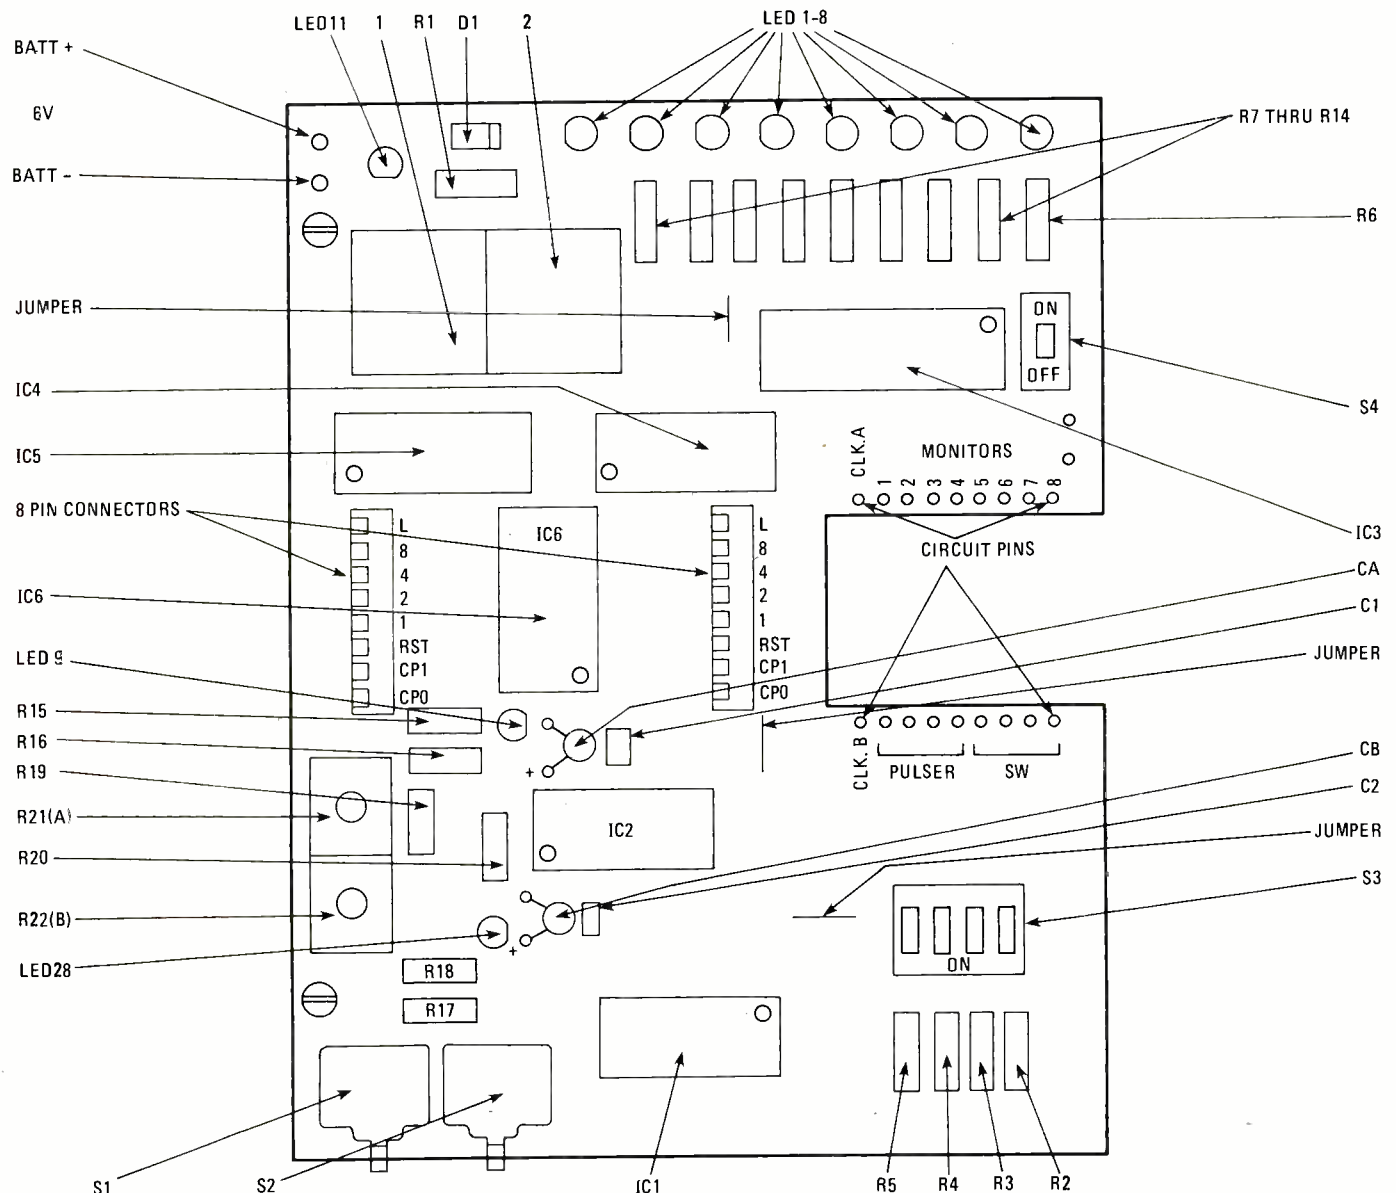 LED11 1 R1 D1 2 LED 1-8
BATT +
6V
BATT -
R7 THRU R14
R6
JUMPER
ON
OFF
IC4
S4
IC5
CLK.A
MONITORS
1 2 3 4 5 6 7 8
8 PIN CONNECTORS
L
8
4
2
1
RST
CP1
CP0
IC6
L
8
4
2
1
RST
CP1
CP0
CIRCUIT PINS
IC3
CA
IC6
C1
LED 9
JUMPER
R15
R16
R19
+
CLK. B
PULSER SW
CB
R21(A)
C2
IC2
JUMPER
R20
S3
R22(B)
+
ON
LED28
R18
R17
S1 S2 IC1 R5 R4 R3 R2